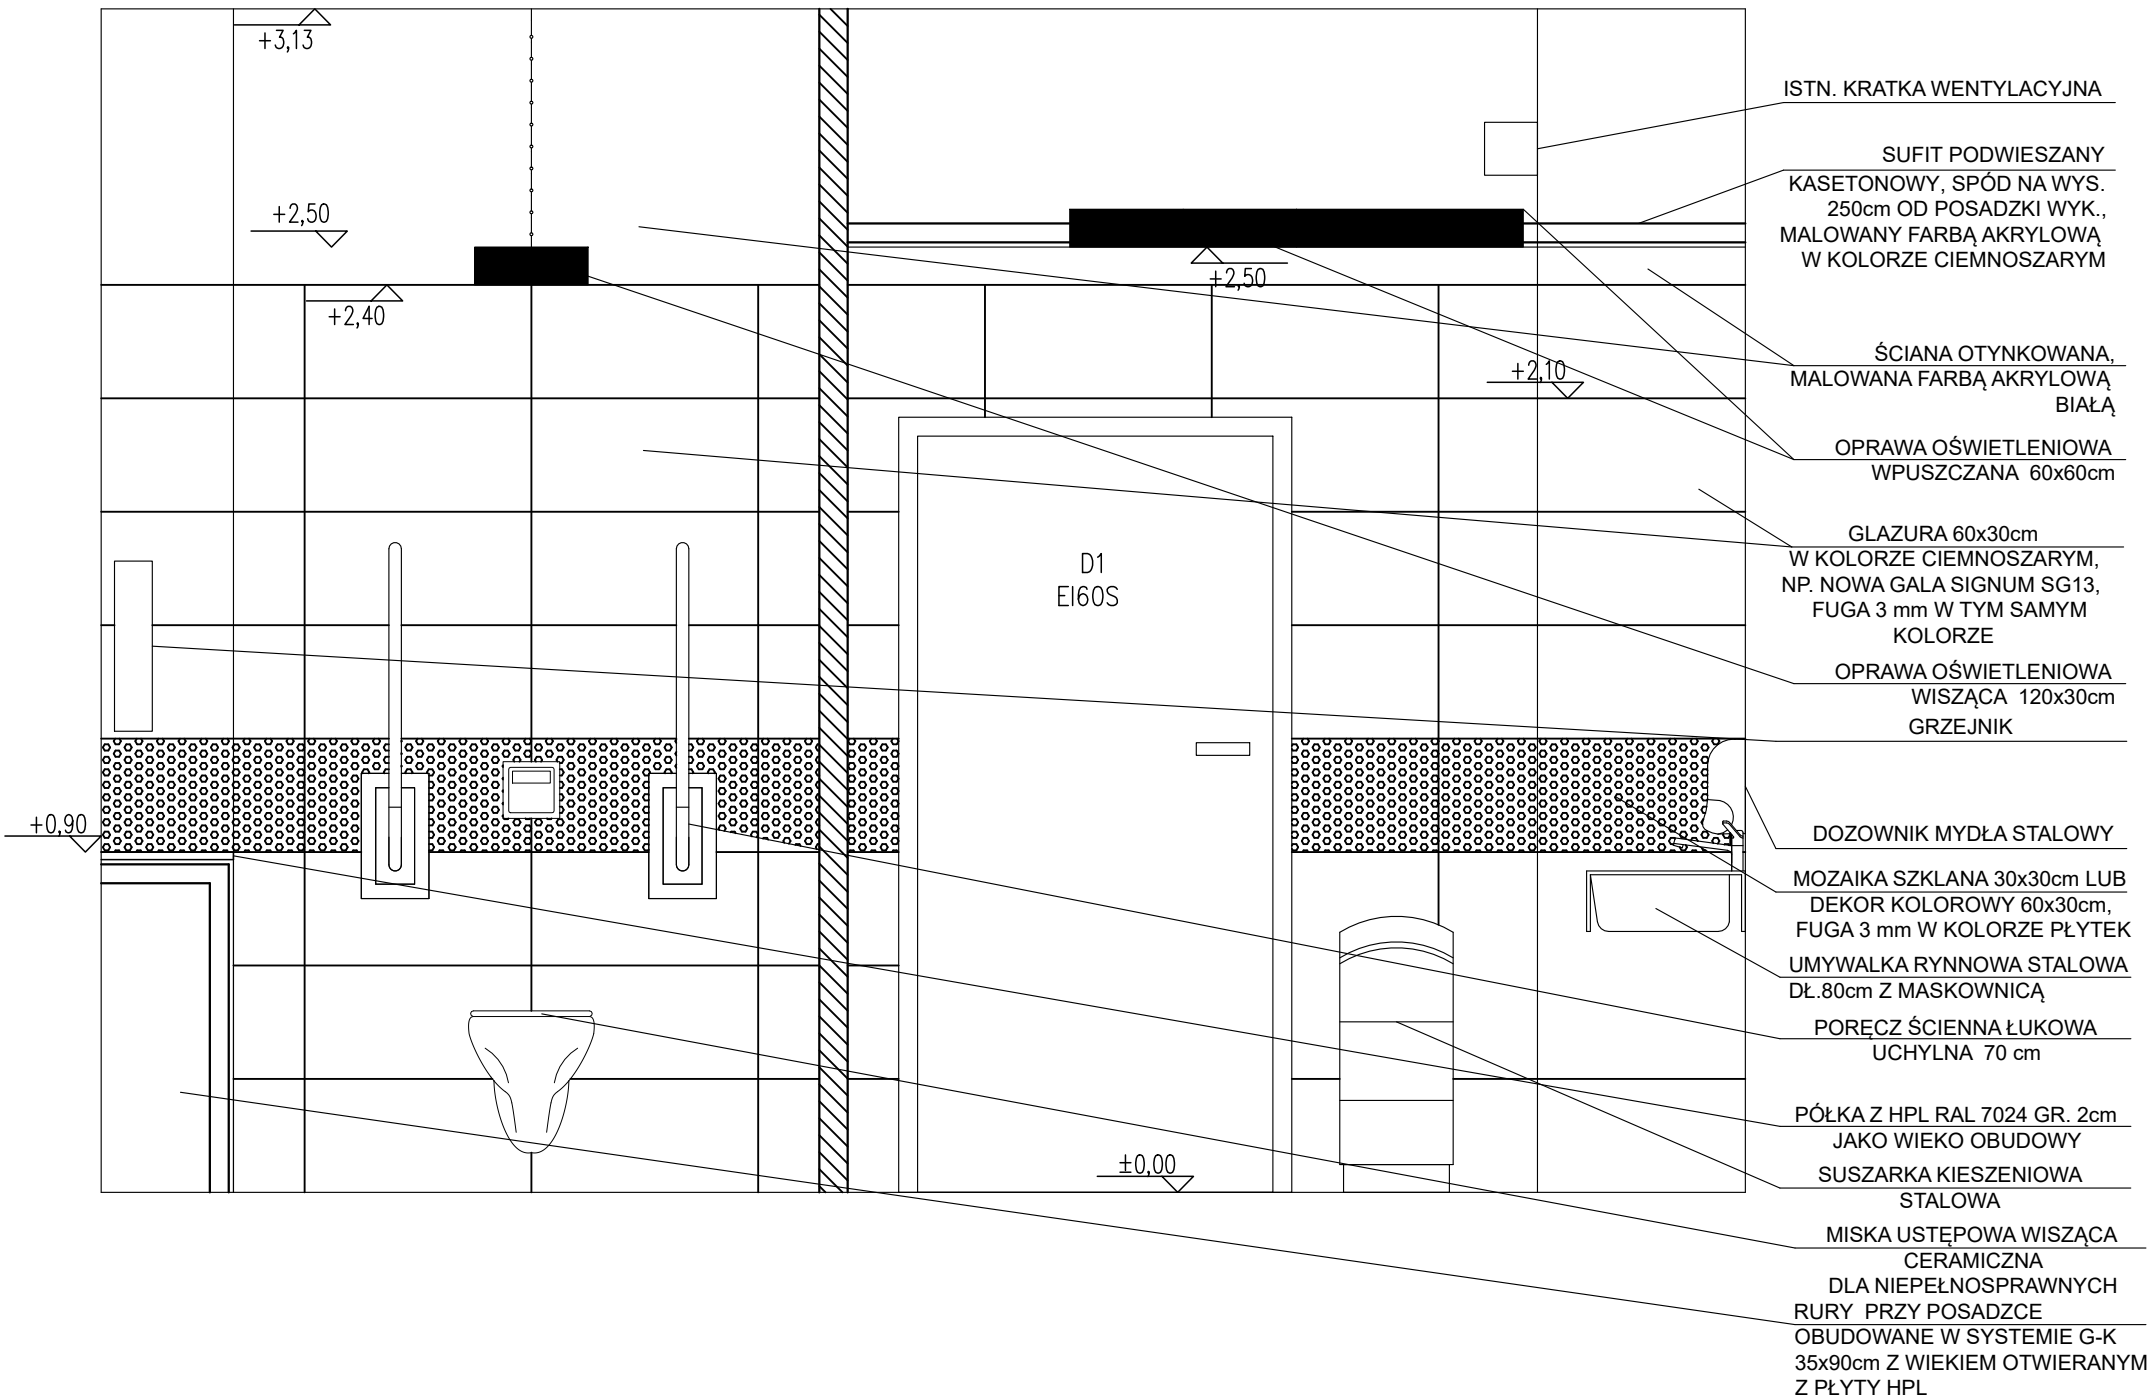 +3,13
+2,50
+2,40
+2,50
+2,10
D1
EI60S
+0,90
±0,00
ISTN. KRATKA WENTYLACYJNA
SUFIT PODWIESZANY
KASETONOWY, SPÓD NA WYS.
250cm OD POSADZKI WYK.,
MALOWANY FARBĄ AKRYLOWĄ
W KOLORZE CIEMNOSZARYM
ŚCIANA OTYNKOWANA,
MALOWANA FARBĄ AKRYLOWĄ
BIAŁĄ
OPRAWA OŚWIETLENIOWA
WPUSZCZANA 60x60cm
GLAZURA 60x30cm
W KOLORZE CIEMNOSZARYM,
NP. NOWA GALA SIGNUM SG13,
FUGA 3 mm W TYM SAMYM
KOLORZE
OPRAWA OŚWIETLENIOWA
WISZĄCA 120x30cm
GRZEJNIK
DOZOWNIK MYDŁA STALOWY
MOZAIKA SZKLANA 30x30cm LUB
DEKOR KOLOROWY 60x30cm,
FUGA 3 mm W KOLORZE PŁYTEK
UMYWALKA RYNNOWA STALOWA
DŁ.80cm Z MASKOWNICĄ
PORĘCZ ŚCIENNA ŁUKOWA
UCHYLNA 70 cm
PÓŁKA Z HPL RAL 7024 GR. 2cm
JAKO WIEKO OBUDOWY
SUSZARKA KIESZENIOWA
STALOWA
MISKA USTĘPOWA WISZĄCA
CERAMICZNA
DLA NIEPEŁNOSPRAWNYCH
RURY PRZY POSADZCE
OBUDOWANE W SYSTEMIE G-K
35x90cm Z WIEKIEM OTWIERANYM
Z PŁYTY HPL